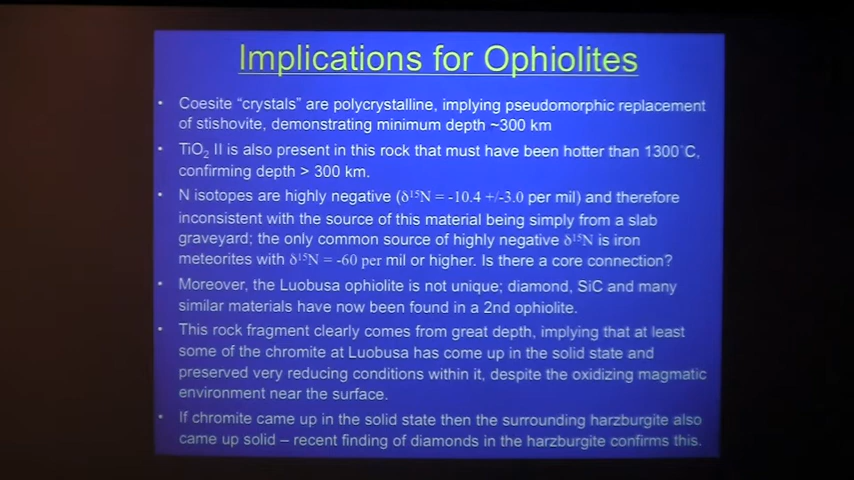 Implications for Ophiolites
• Coesite “crystals” are polycrystalline, implying pseudomorphic replacement
of stishovite, demonstrating minimum depth ~300 km
• TiO₂ II is also present in this rock that must have been hotter than 1300°C,
confirming depth > 300 km.
• N isotopes are highly negative (δ¹⁵N = -10.4 +/-3.0 per mil) and therefore
inconsistent with the source of this material being simply from a slab
graveyard; the only common source of highly negative δ¹⁵N is iron
meteorites with δ¹⁵N = -60 per mil or higher. Is there a core connection?
• Moreover, the Luobusa ophiolite is not unique; diamond, SiC and many
similar materials have now been found in a 2nd ophiolite.
• This rock fragment clearly comes from great depth, implying that at least
some of the chromite at Luobusa has come up in the solid state and
preserved very reducing conditions within it, despite the oxidizing magmatic
environment near the surface.
• If chromite came up in the solid state then the surrounding harzburgite also
came up solid – recent finding of diamonds in the harzburgite confirms this.